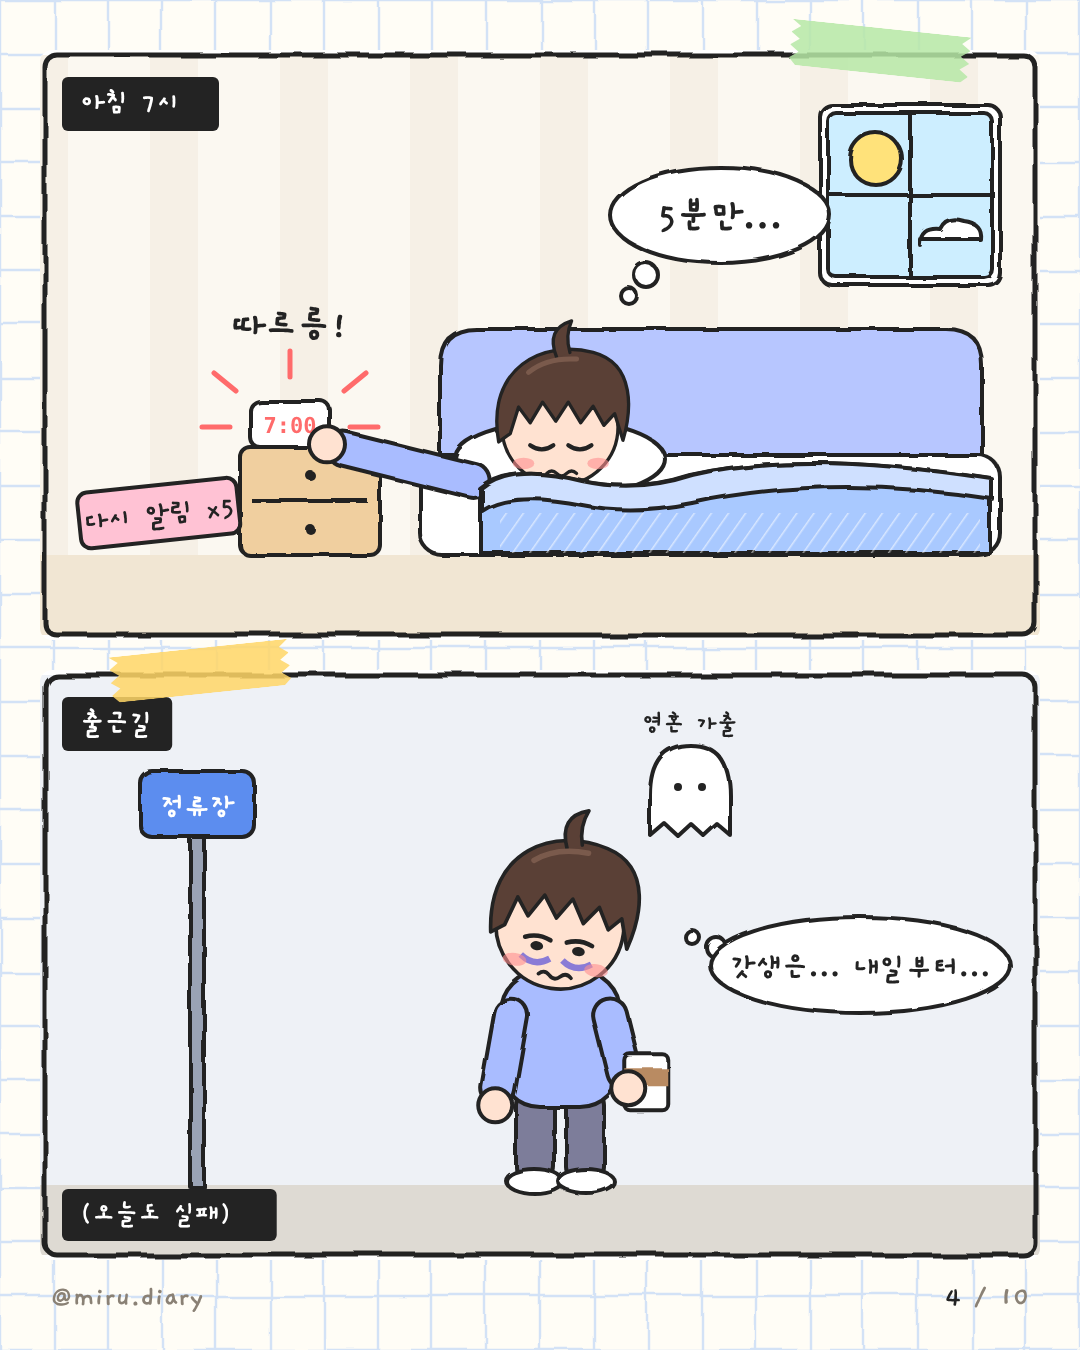 아침 7시
5분만...
따르릉!
7:00
다시 알림 x5
출근길
영혼 가출
정류장
갓생은... 내일부터...
(오늘도 실패)
@miru.diary
4 / 10